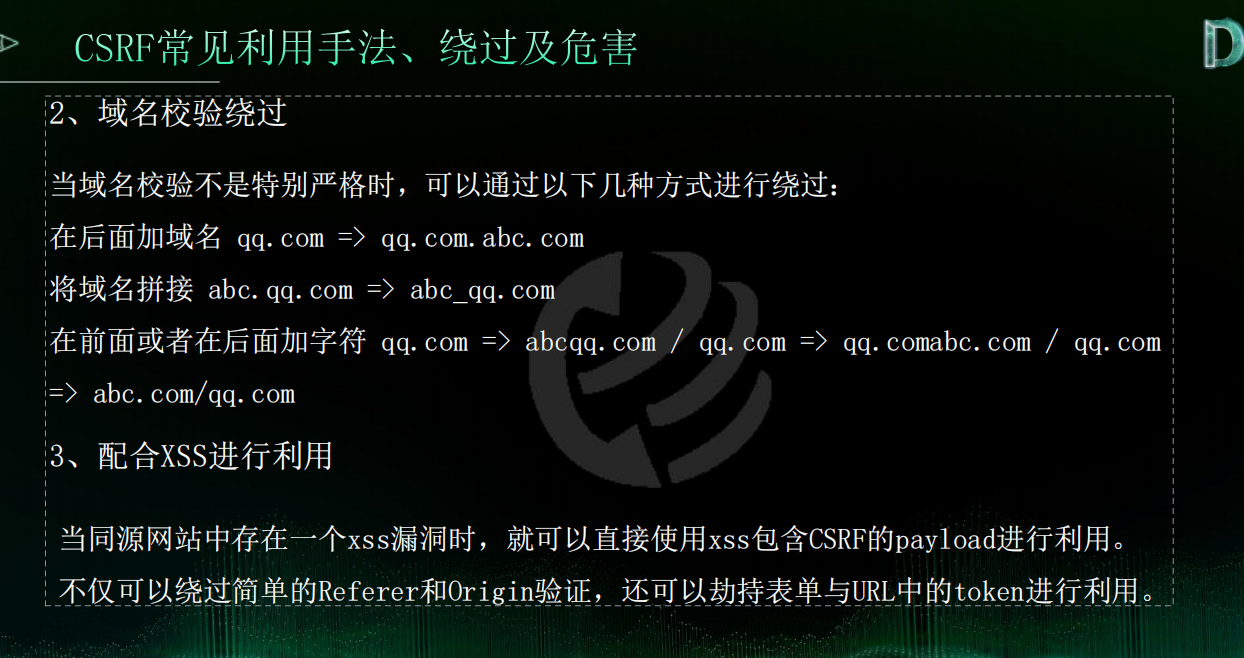 CSRF常见利用手法、绕过及危害
D
2、域名校验绕过
当域名校验不是特别严格时，可以通过以下几种方式进行绕过：
在后面加域名 qq.com => qq.com.abc.com
将域名拼接 abc.qq.com => abc_qq.com
在前面或者在后面加字符 qq.com => abcqq.com / qq.com => qq.comabc.com / qq.com
=> abc.com/qq.com
3、配合XSS进行利用
当同源网站中存在一个xss漏洞时，就可以直接使用xss包含CSRF的payload进行利用。
不仅可以绕过简单的Referer和Origin验证，还可以劫持表单与URL中的token进行利用。